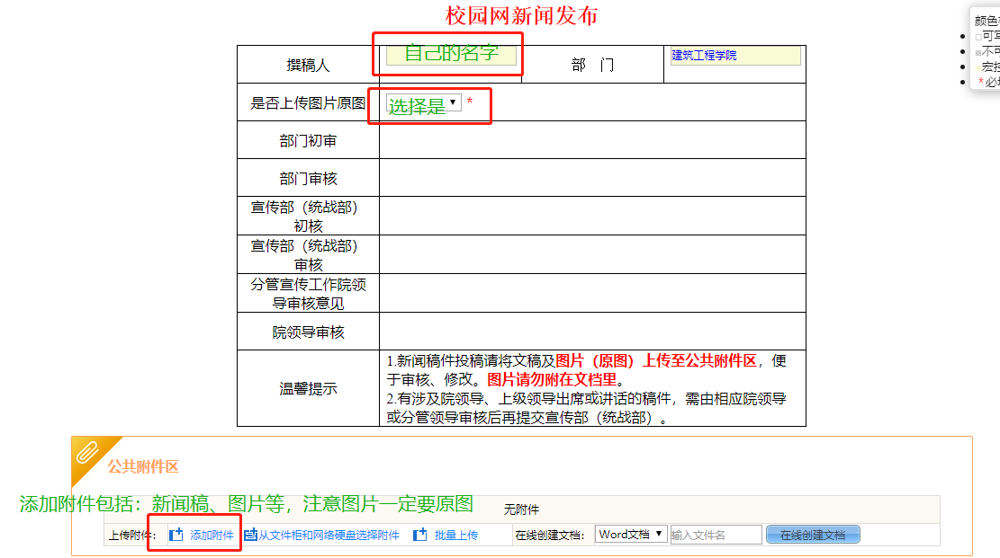 校园网新闻发布
颜色
可写
不可
宏控
*必填
撰稿人
自己的名字
部 门
建筑工程学院
是否上传图片原图
选择是 ▼ *
部门初审
部门审核
宣传部（统战部）
初核
宣传部（统战部）
审核
分管宣传工作院领
导审核意见
院领导审核
温馨提示
1.新闻稿件投稿请将文稿及图片（原图）上传至公共附件区，便
于审核、修改。图片请勿附在文档里。
2.有涉及院领导、上级领导出席或讲话的稿件，需由相应院领导
或分管领导审核后再提交宣传部（统战部）。
公共附件区
添加附件包括：新闻稿、图片等，注意图片一定要原图
无附件
上传附件： 添加附件 从文件柜和网络硬盘选择附件 批量上传 在线创建文档： Word文档 ▼ 输入文件名 在线创建文档